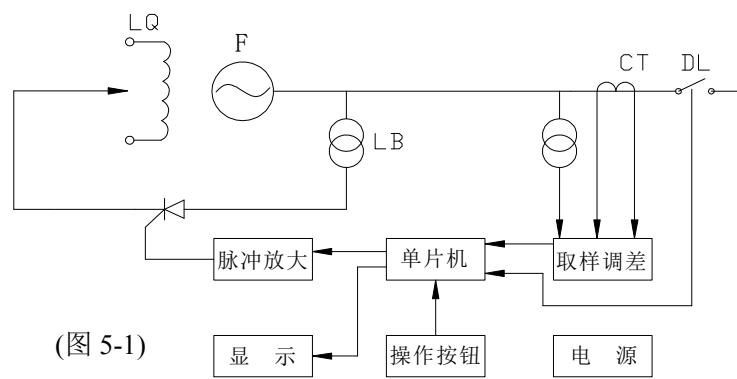 LQ
F
CT
DL
LB
脉冲放大
单片机
取样调差
(图 5-1)
显 示
操作按钮
电 源